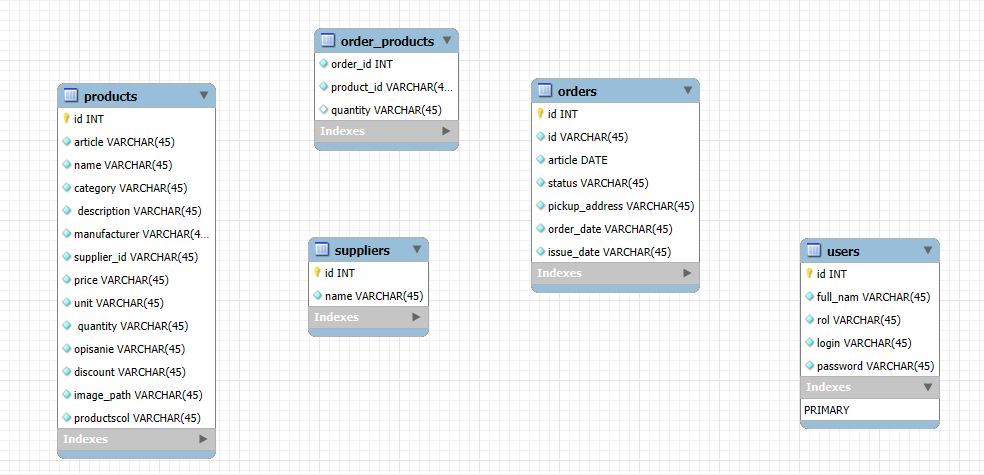 products
id INT
article VARCHAR(45)
name VARCHAR(45)
category VARCHAR(45)
description VARCHAR(45)
manufacturer VARCHAR(4...
supplier_id VARCHAR(45)
price VARCHAR(45)
unit VARCHAR(45)
quantity VARCHAR(45)
opisanie VARCHAR(45)
discount VARCHAR(45)
image_path VARCHAR(45)
productscol VARCHAR(45)
Indexes
order_products
order_id INT
product_id VARCHAR(4...
quantity VARCHAR(45)
Indexes
suppliers
id INT
name VARCHAR(45)
Indexes
orders
id INT
id VARCHAR(45)
article DATE
status VARCHAR(45)
pickup_address VARCHAR(45)
order_date VARCHAR(45)
issue_date VARCHAR(45)
Indexes
users
id INT
full_nam VARCHAR(45)
rol VARCHAR(45)
login VARCHAR(45)
password VARCHAR(45)
Indexes
PRIMARY